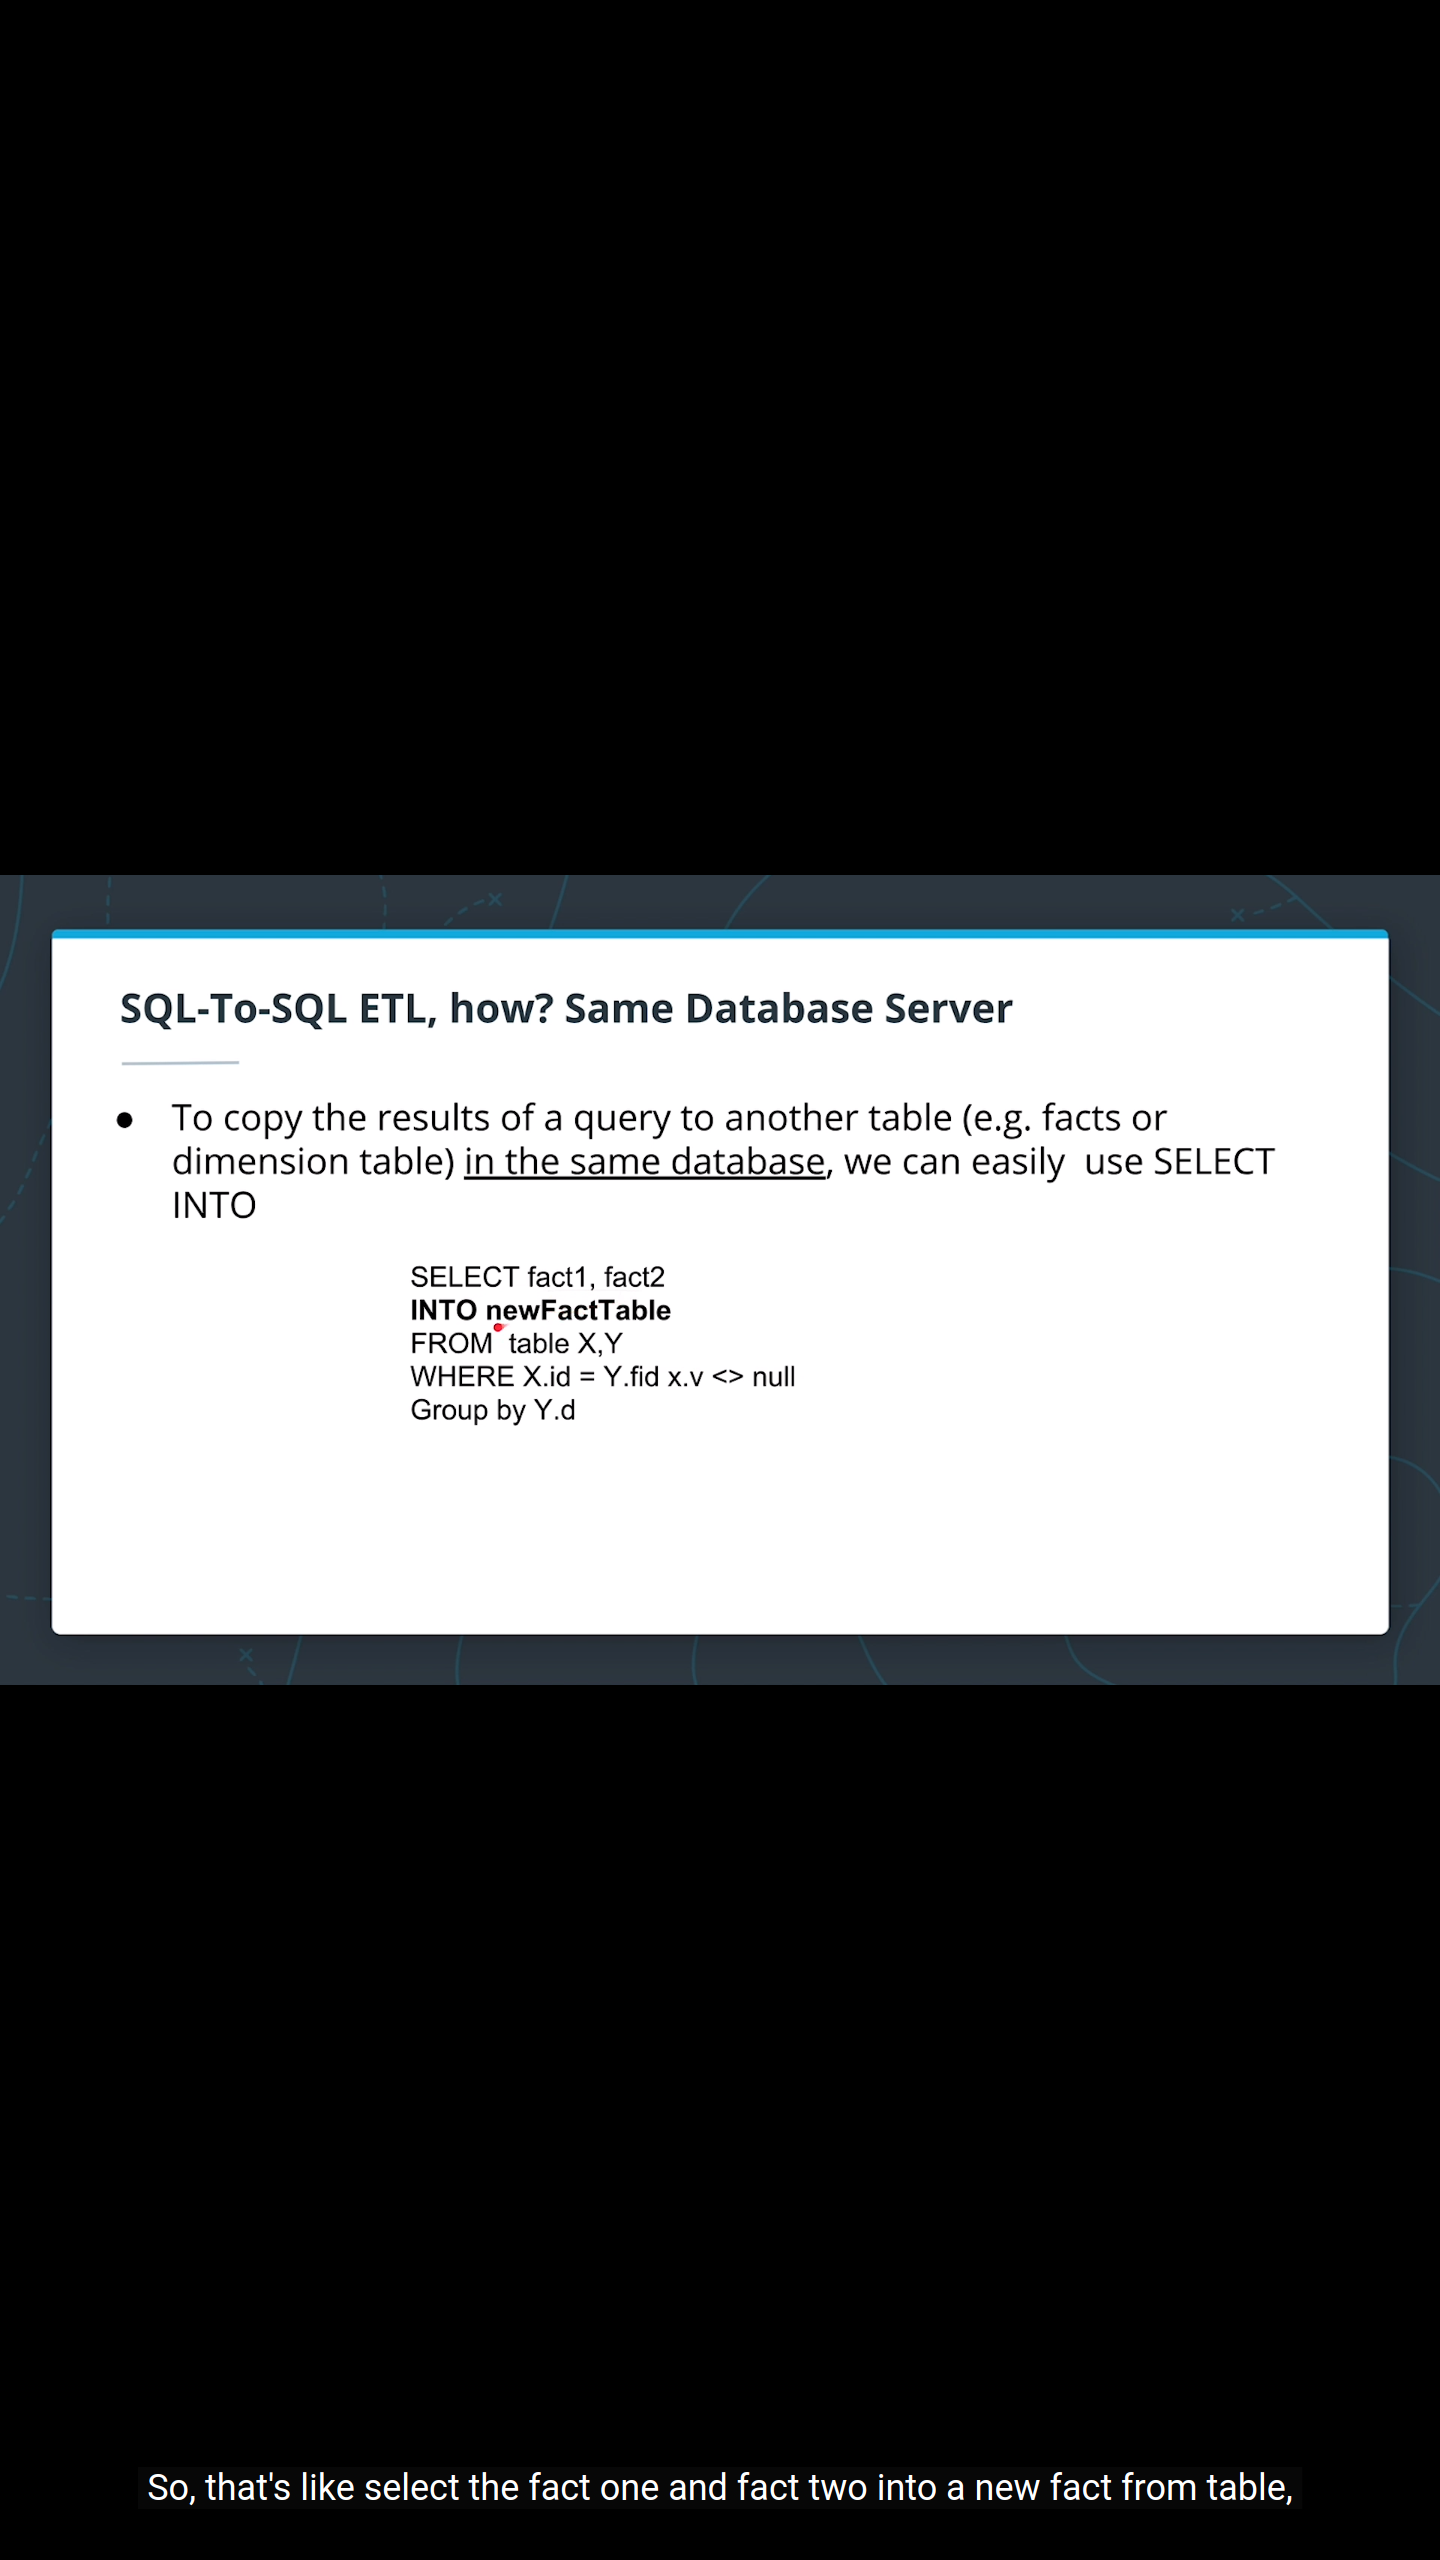 SQL-To-SQL ETL, how? Same Database Server
● To copy the results of a query to another table (e.g. facts or
dimension table) in the same database, we can easily  use SELECT
INTO
SELECT fact1, fact2
INTO newFactTable
FROM  table X,Y
WHERE X.id = Y.fid x.v <> null
Group by Y.d
So, that's like select the fact one and fact two into a new fact from table,